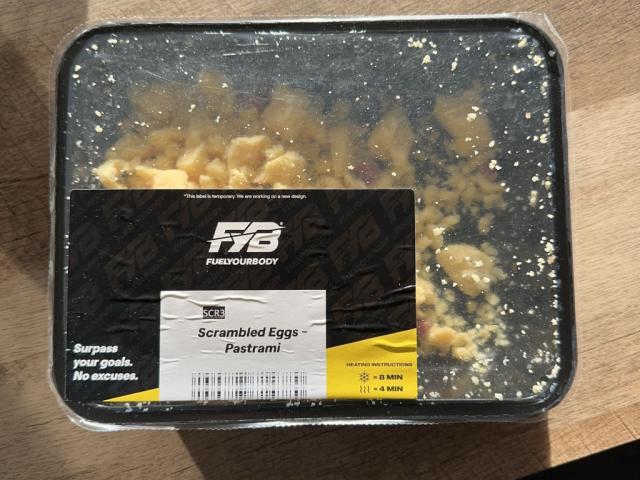 *This label is temporary. We are working on a new design.
FYB®
FUELYOURBODY
SCR3
Scrambled Eggs –
Pastrami
Surpass
your goals.
No excuses.
HEATING INSTRUCTIONS
= 8 MIN
= 4 MIN